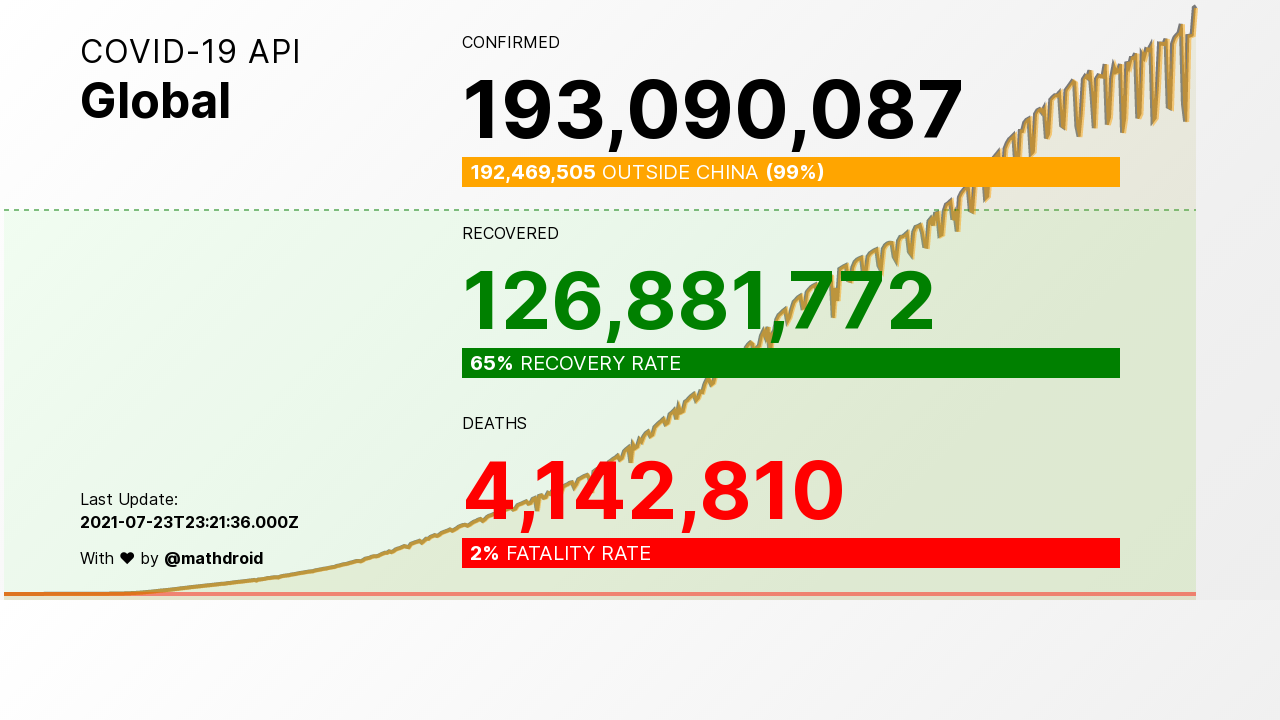 COVID-19 API
Global
CONFIRMED
193,090,087
192,469,505 OUTSIDE CHINA (99%)
RECOVERED
126,881,772
65% RECOVERY RATE
DEATHS
4,142,810
2% FATALITY RATE
Last Update:
2021-07-23T23:21:36.000Z
With ♥ by @mathdroid